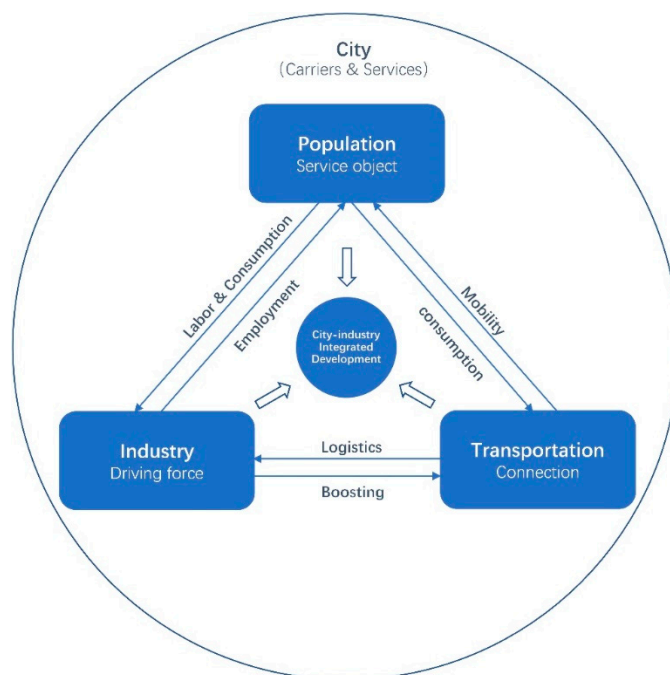 City
(Carriers & Services)
Population
Service object
Labor & Consumption
Employment
Mobility
consumption
City-industry
Integrated
Development
Industry
Driving force
Logistics
Boosting
Transportation
Connection